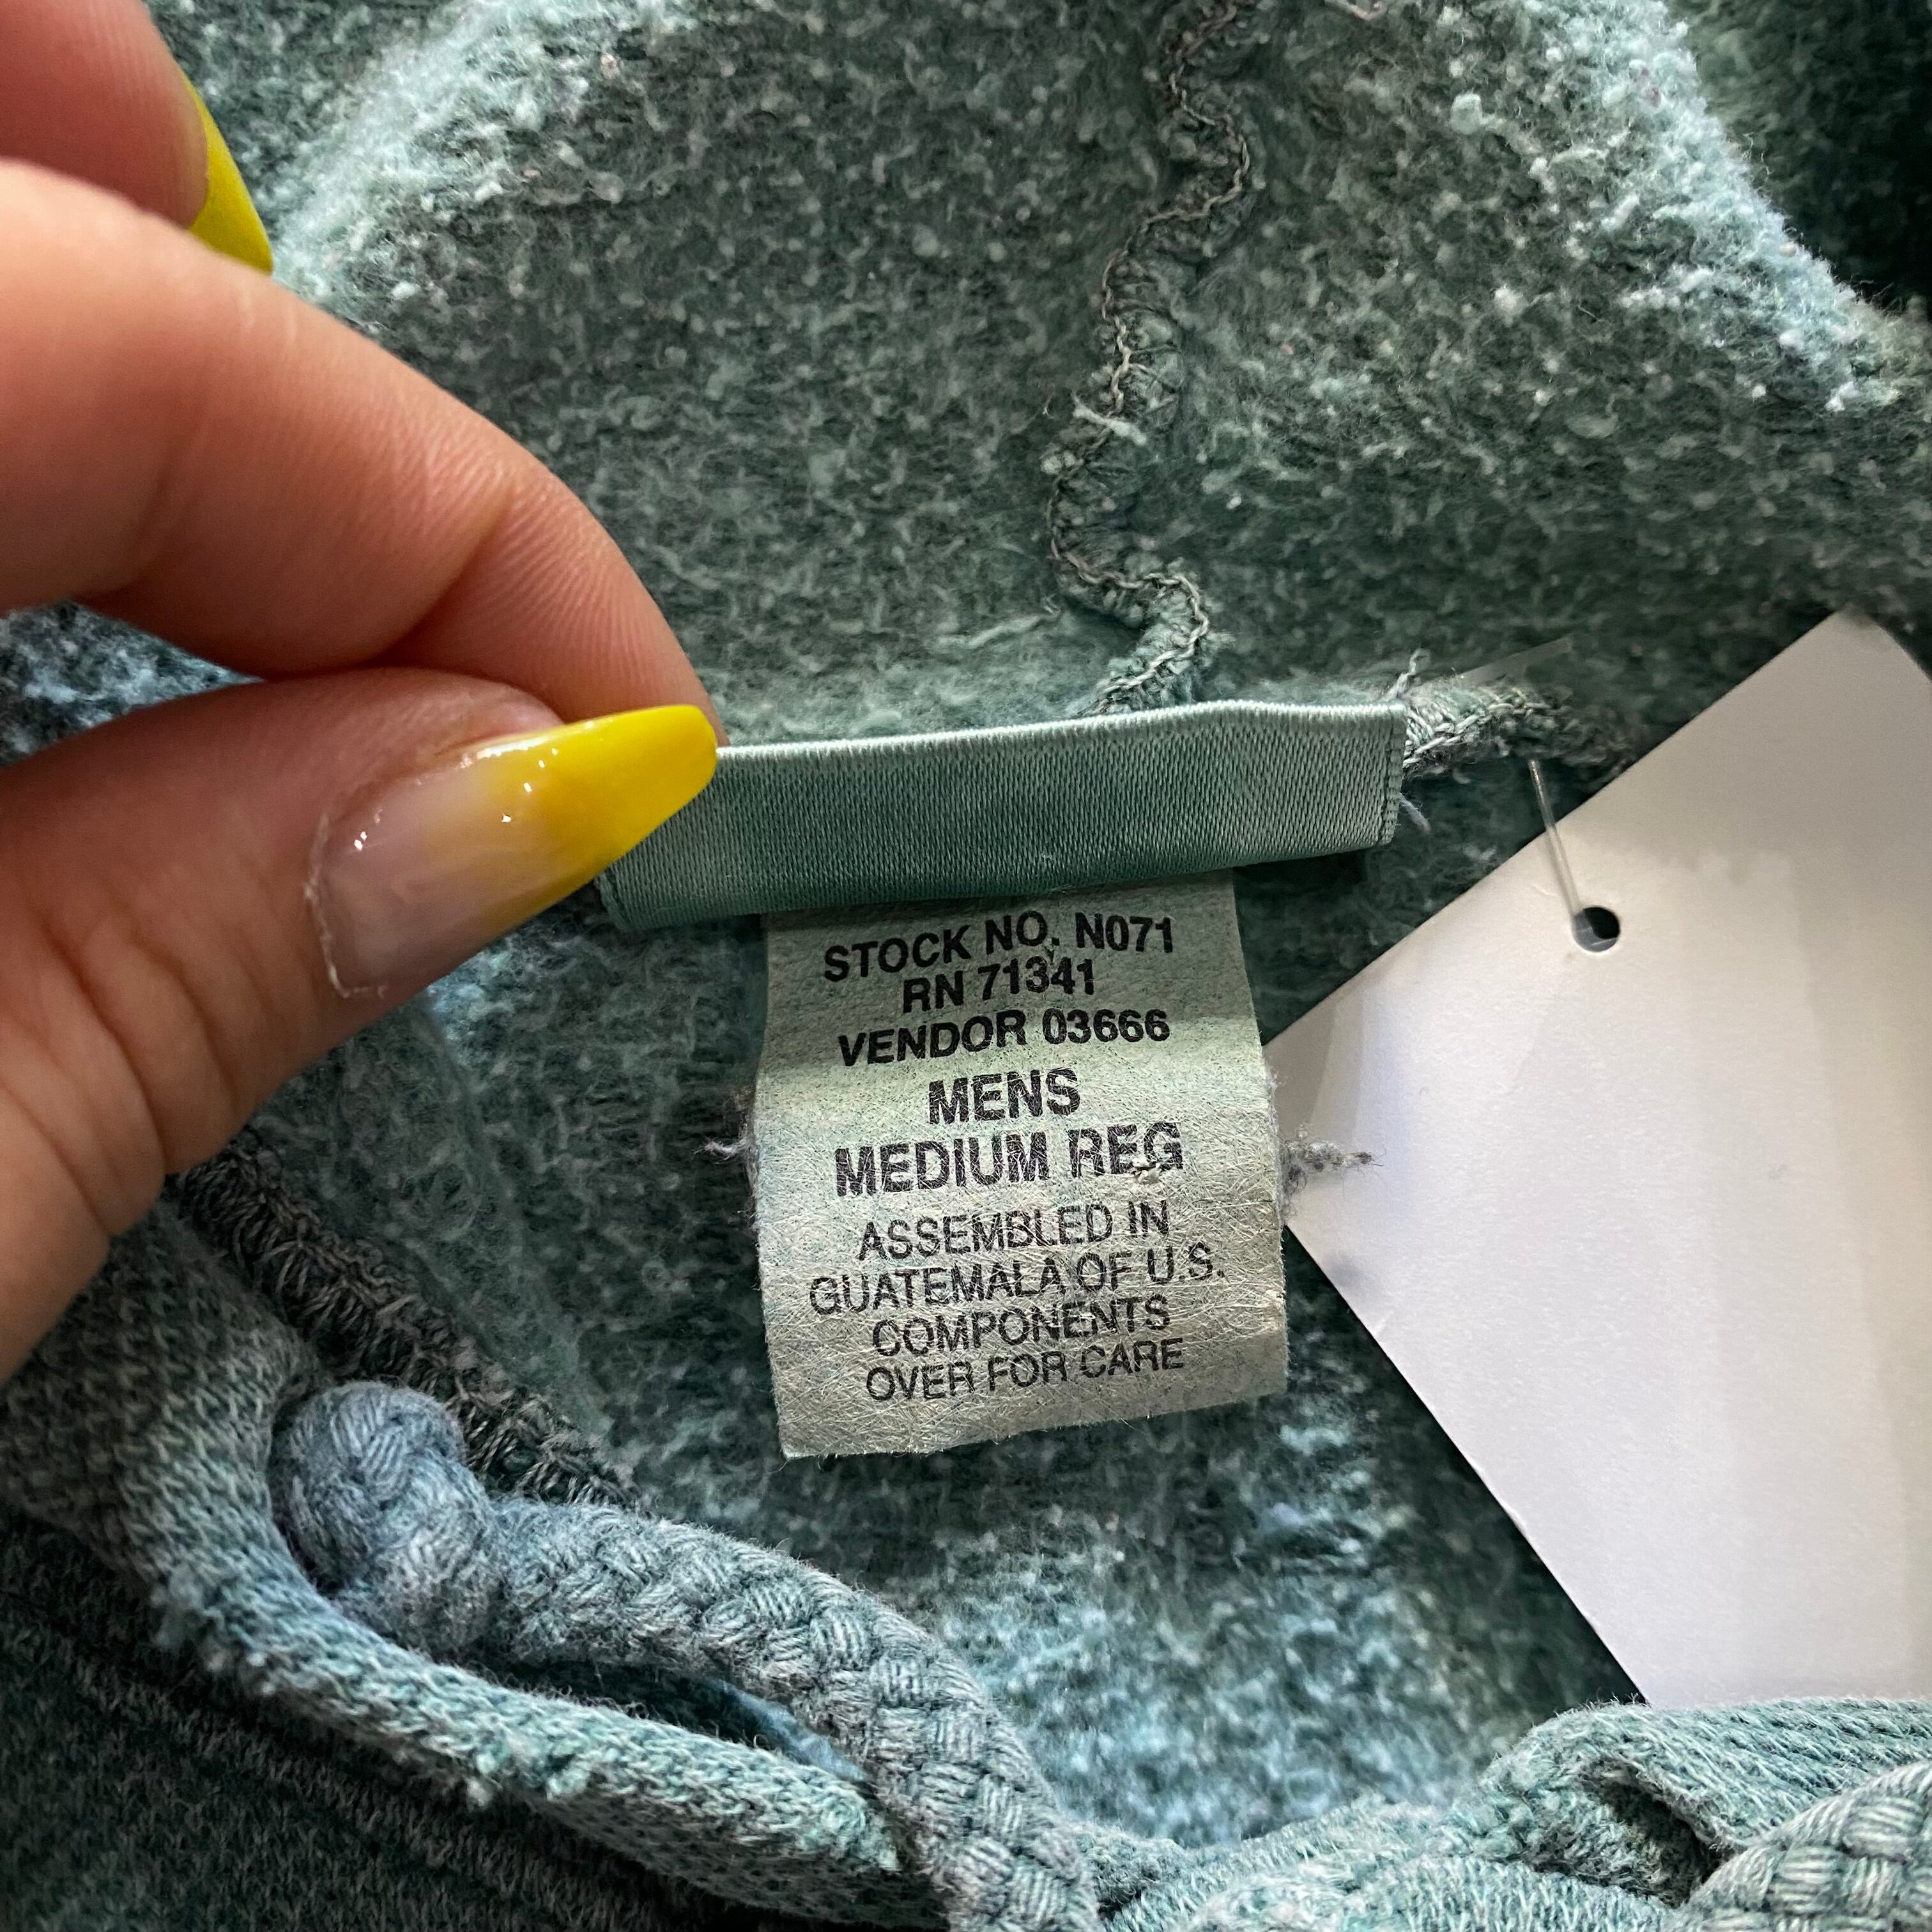 STOCK NO. N071
RN 71341
VENDOR 03666
MENS
MEDIUM REG
ASSEMBLED IN
GUATEMALA OF U.S.
COMPONENTS
OVER FOR CARE